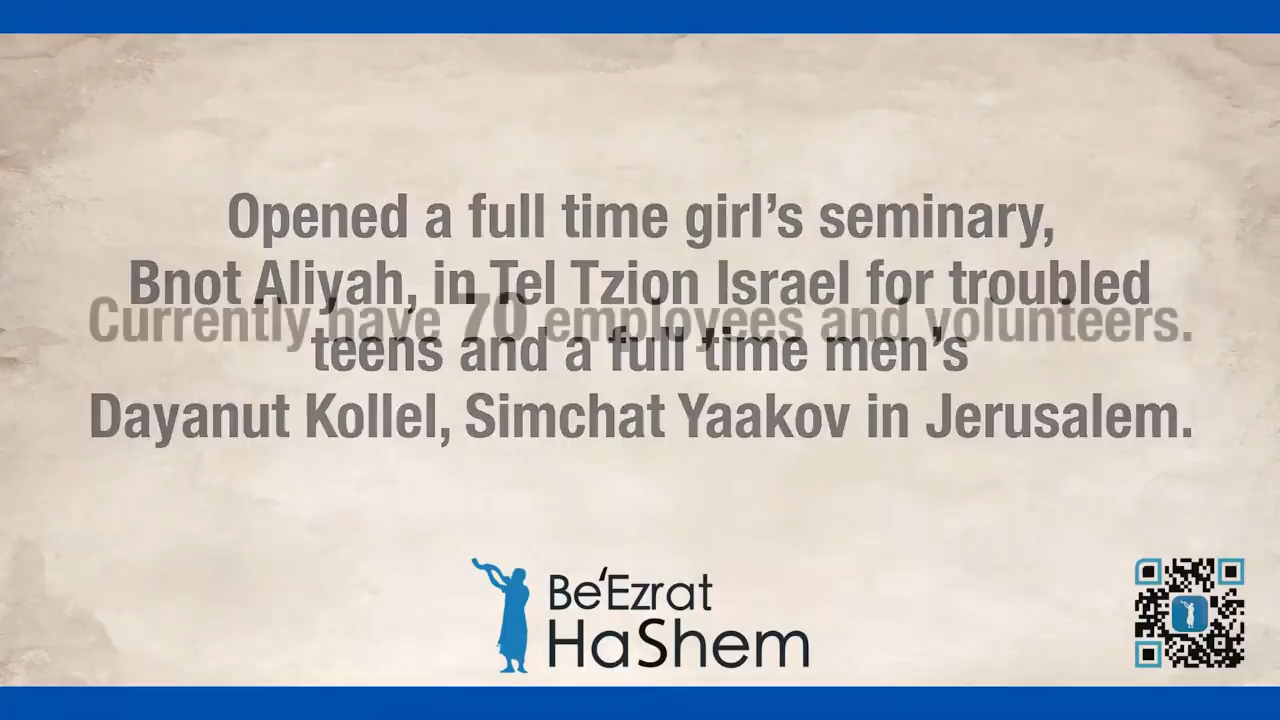 Opened a full time girl's seminary,
Bnot Aliyah, in Tel Tzion Israel for troubled
Currently have 70 employees and volunteers.
teens and a full time men's
Dayanut Kollel, Simchat Yaakov in Jerusalem.
Be'Ezrat
HaShem